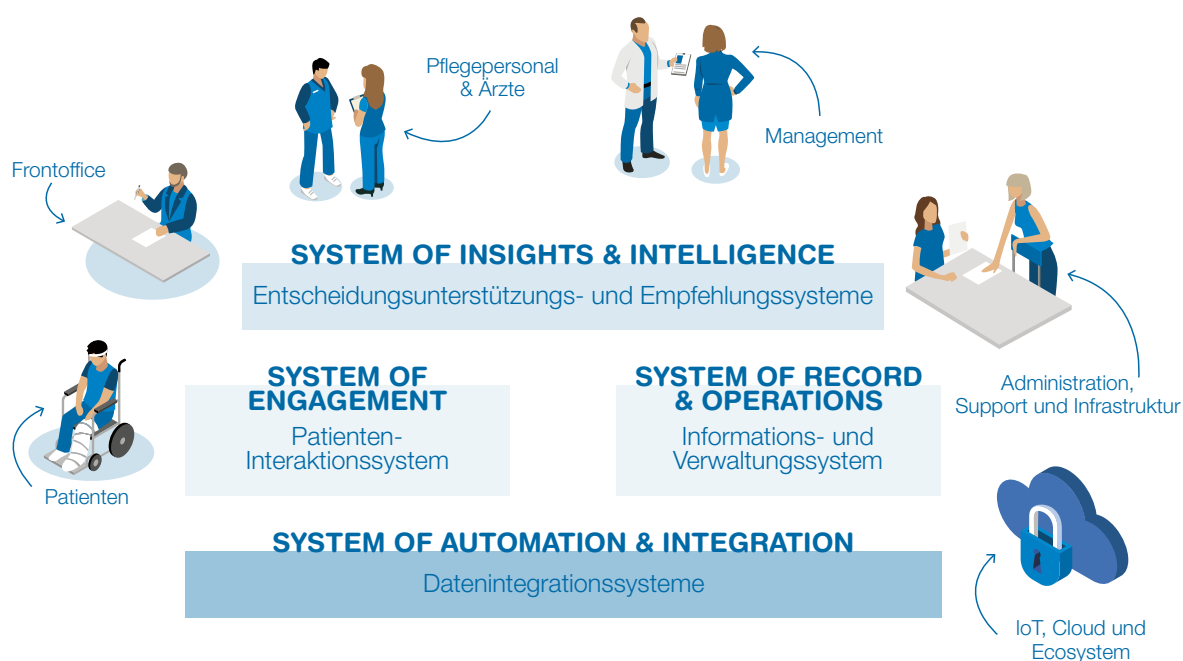 Pflegepersonal
& Ärzte
Management
Frontoffice
SYSTEM OF INSIGHTS & INTELLIGENCE
Entscheidungsunterstützungs- und Empfehlungssysteme
SYSTEM OF
ENGAGEMENT
Patienten-
Interaktionssystem
SYSTEM OF RECORD
& OPERATIONS
Informations- und
Verwaltungssystem
Administration,
Support und Infrastruktur
Patienten
SYSTEM OF AUTOMATION & INTEGRATION
Datenintegrationssysteme
IoT, Cloud und
Ecosystem